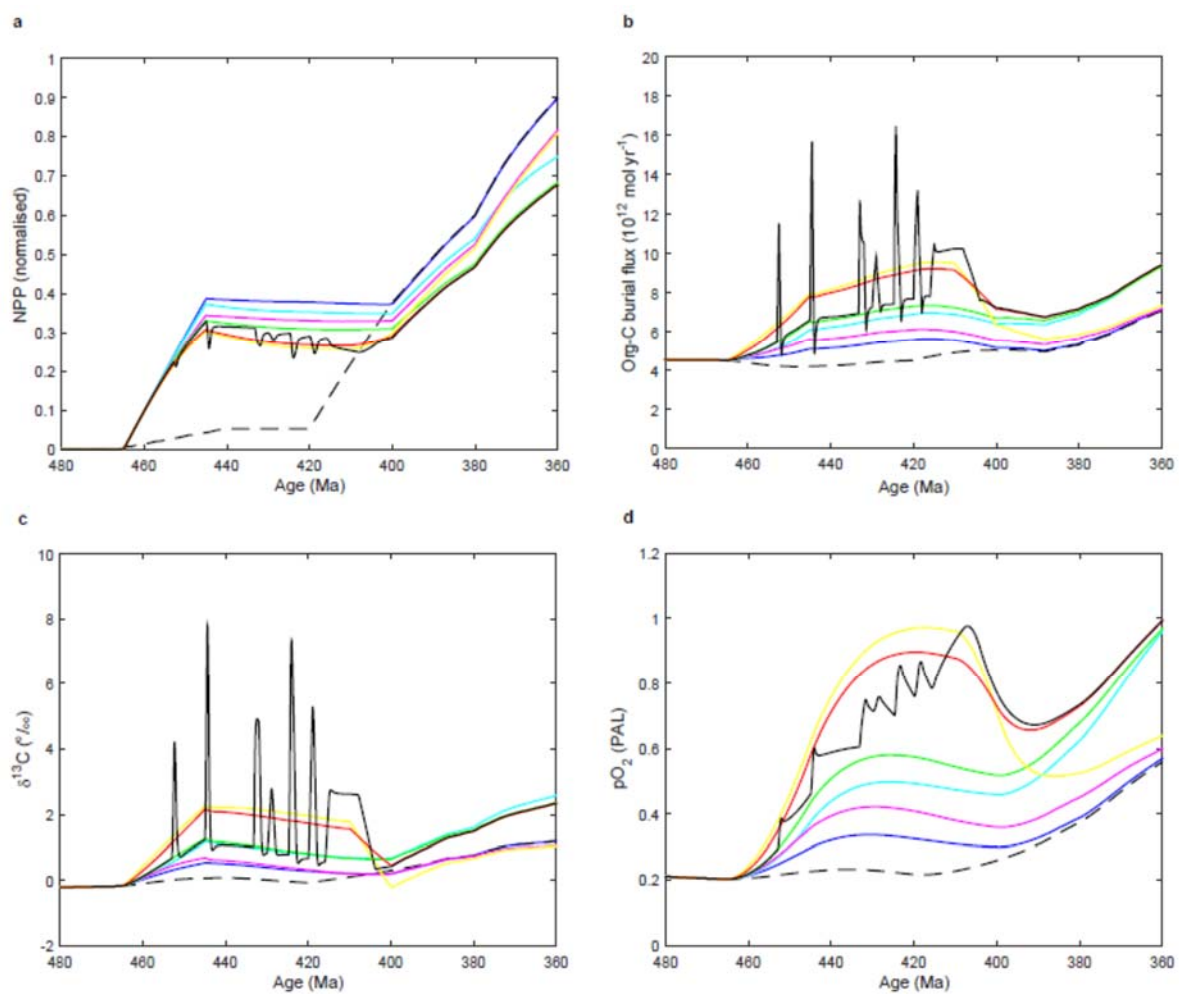 a
1
0.9
0.8
0.7
0.6
0.5
0.4
0.3
0.2
0.1
0
NPP (normalised)
480 460 440 420 400 380 360
Age (Ma)
b
20
18
16
14
12
10
8
6
4
2
0
Org-C burial flux (10¹² mol yr⁻¹)
480 460 440 420 400 380 360
Age (Ma)
c
10
8
6
4
2
0
-2
δ¹³C (°/₀₀)
480 460 440 420 400 380 360
Age (Ma)
d
1.2
1
0.8
0.6
0.4
0.2
0
pO₂ (PAL)
480 460 440 420 400 380 360
Age (Ma)